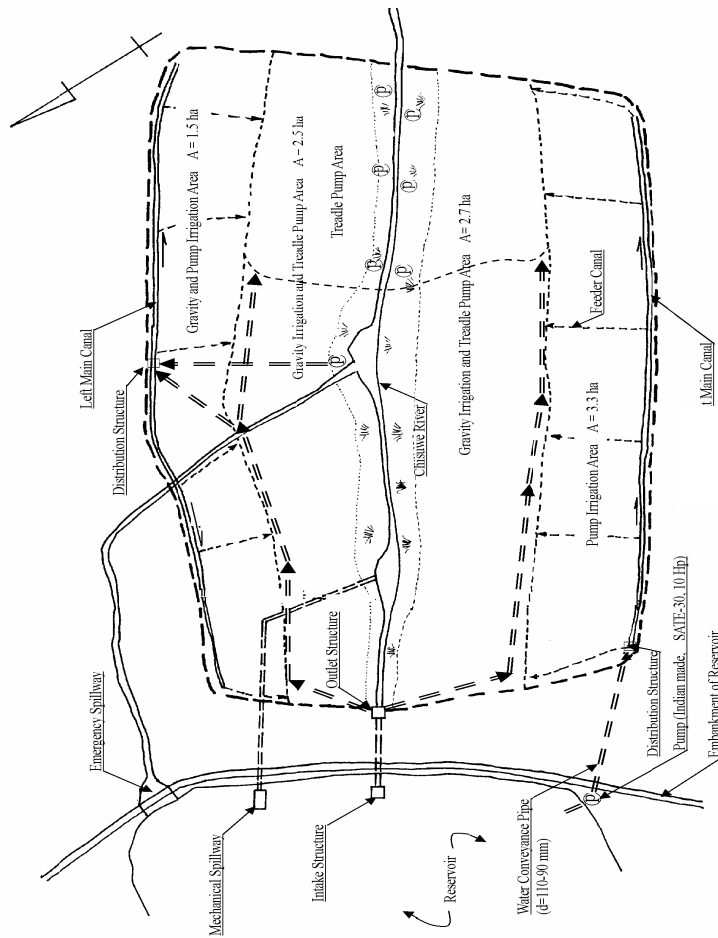 Left Main Canal
Distribution Structure
Gravity and Pump Irrigation Area A = 1.5 ha
Gravity Irrigation and Treadle Pump Area A = 2.5 ha
Treadle Pump Area
P
P
P
P
P
P
P
Emergency Spillway
Outlet Structure
Chisuwe River
Gravity Irrigation and Treadle Pump Area A= 2.7 ha
Feeder Canal
Pump Irrigation Area A = 3.3 ha
t Main Canal
Mechanical Spillway
Intake Structure
Reservoir
Water Conveyance Pipe
(d=110-90 mm)
P
Distribution Structure
Pump (Indian made, SATE-30, 10 Hp)
Embankment of Reservoir